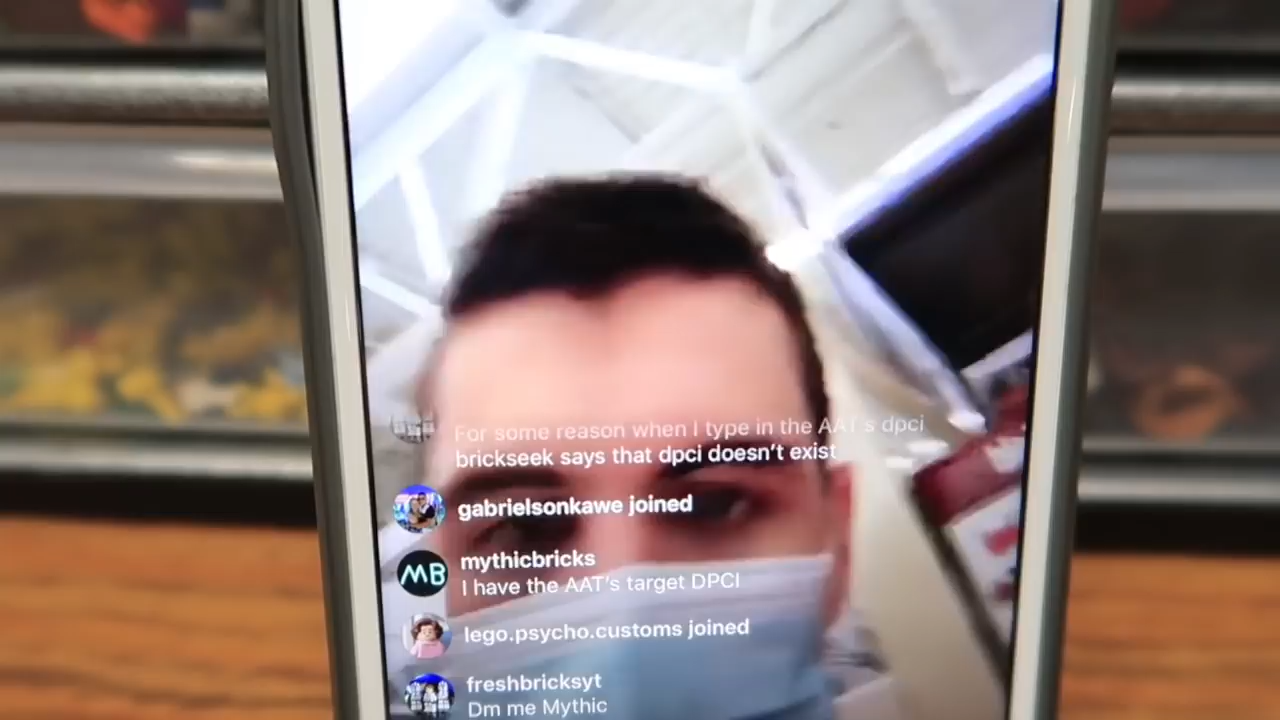 For some reason when I type in the AAT's dpci
brickseek says that dpci doesn't exist
gabrielsonkawe joined
MB
mythicbricks
I have the AAT's target DPCI
lego.psycho.customs joined
freshbricksyt
Dm me Mythic